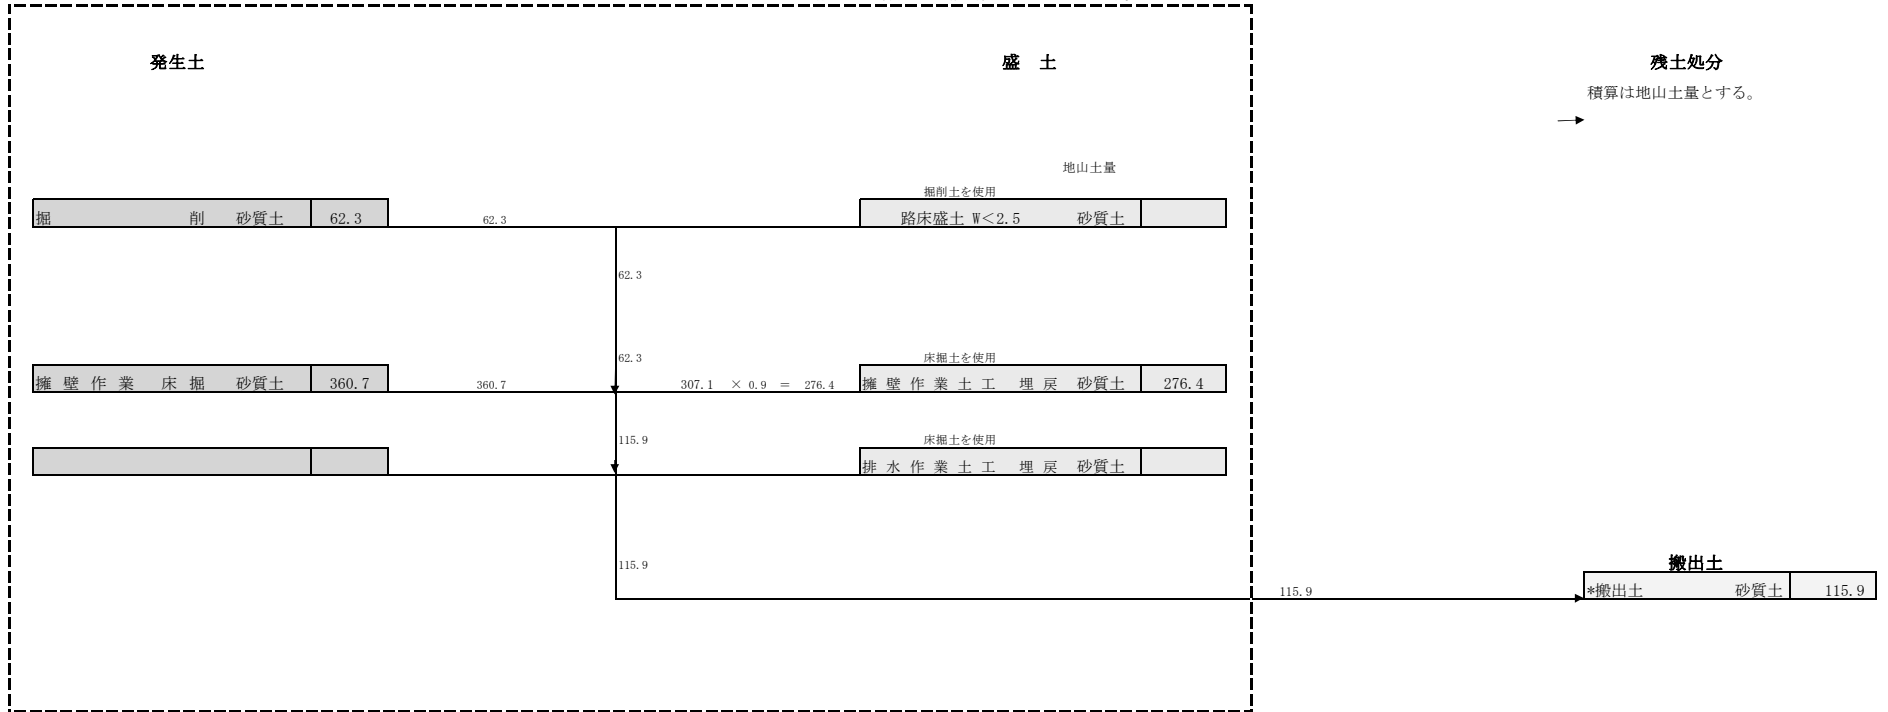 発生土
盛　土
残土処分
積算は地山土量とする。
地山土量
掘削土を使用
掘　削　砂質土　62.3
62.3
路床盛土 W＜2.5　砂質土
62.3
62.3
床掘土を使用
擁壁作業　床掘　砂質土　360.7
360.7
307.1　× 0.9　＝　276.4
擁壁作業土工　埋戻　砂質土　276.4
115.9
床掘土を使用
排水作業土工　埋戻　砂質土
115.9
搬出土
115.9
*搬出土　砂質土　115.9